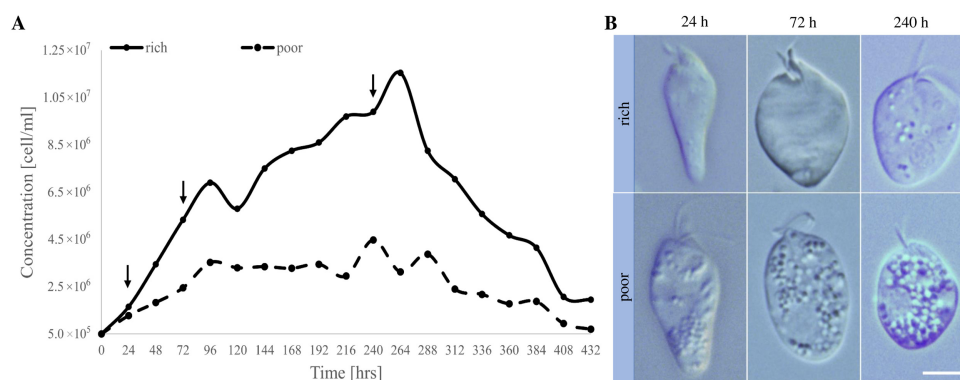 A
rich
poor
Concentration [cell/ml]
1.25×10⁷
1.05×10⁷
8.5×10⁶
6.5×10⁶
4.5×10⁶
2.5×10⁶
5.0×10⁵
0 24 48 72 96 120 144 168 192 216 240 264 288 312 336 360 384 408 432
Time [hrs]
B
24 h 72 h 240 h
rich
poor